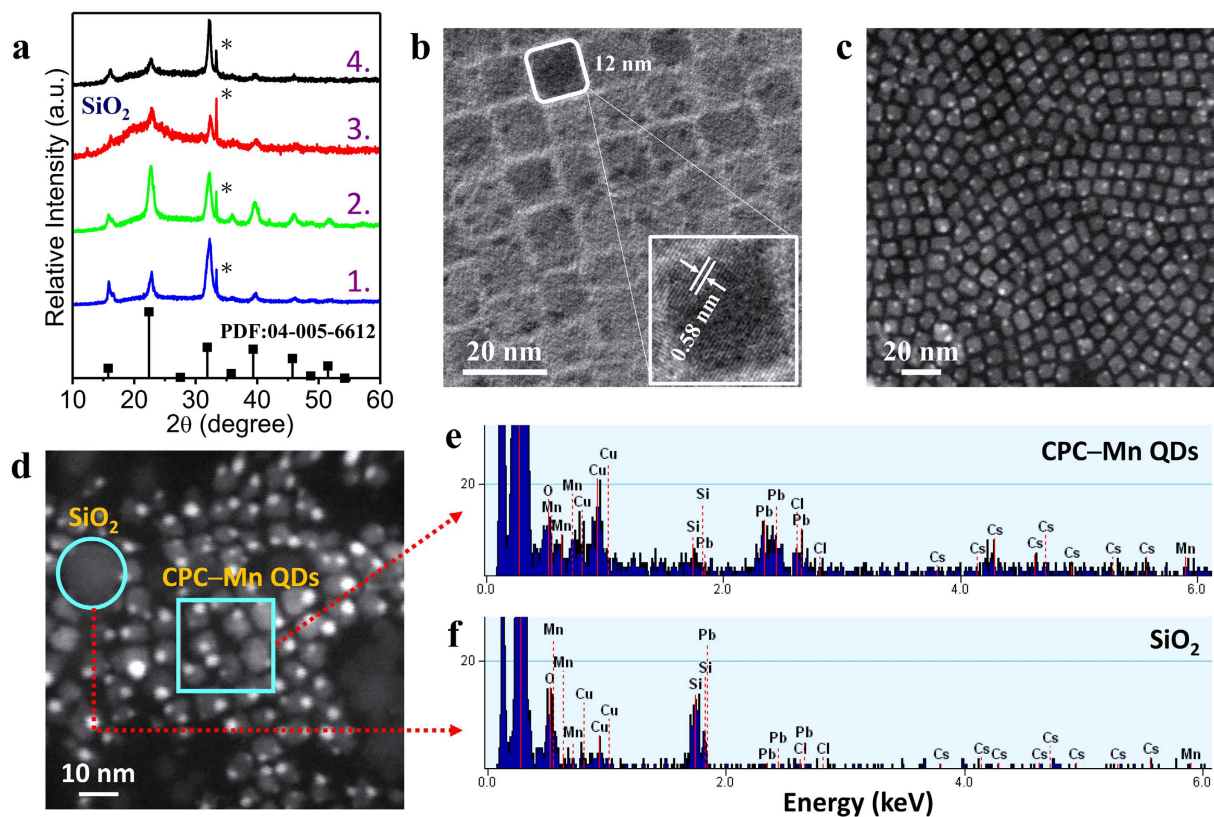 a
Relative Intensity (a.u.)
4.
*
SiO2
3.
*
2.
*
1.
*
PDF:04-005-6612
10 20 30 40 50 60
2θ (degree)
b
12 nm
0.58 nm
20 nm
c
20 nm
d
SiO2
CPC–Mn QDs
10 nm
e
CPC–Mn QDs
20
O Mn Mn Mn Cu Cu Cu Si Si Pb Pb Pb Cl Pb Cl Cs Cs Cs Cs Cs Cs Cs Cs Mn
0.0 2.0 4.0 6.0
f
SiO2
20
O Mn Mn Mn Cu Cu Cu Si Si Pb Pb Pb Cl Pb Cl Cs Cs Cs Cs Cs Cs Cs Cs Mn
0.0 2.0 4.0 6.0
Energy (keV)